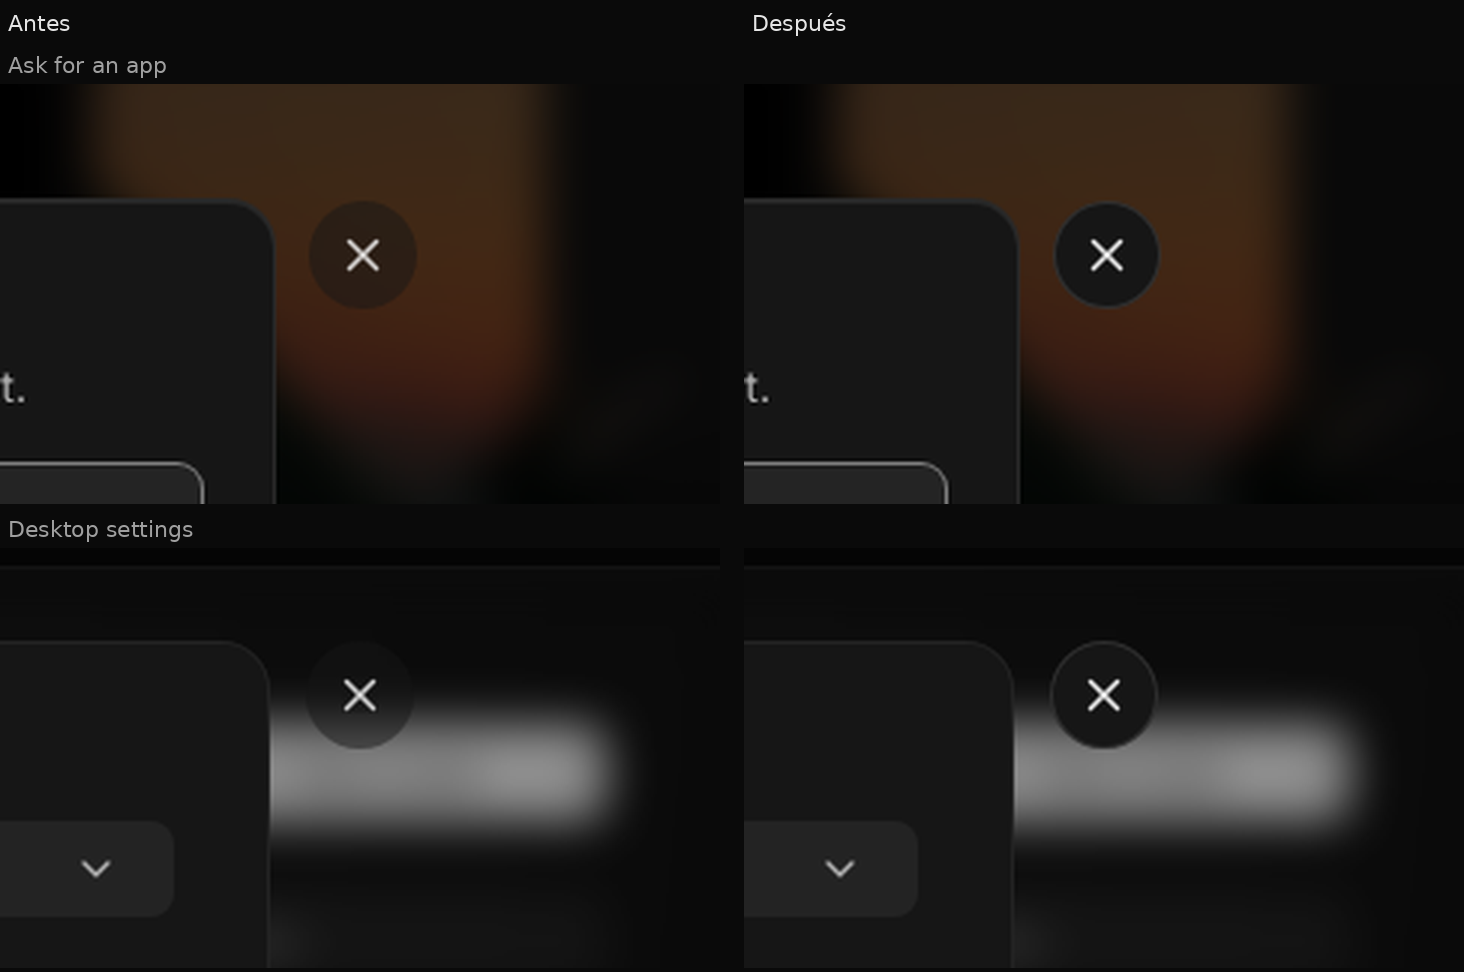 Antes
Después
Ask for an app
t.
t.
Desktop settings